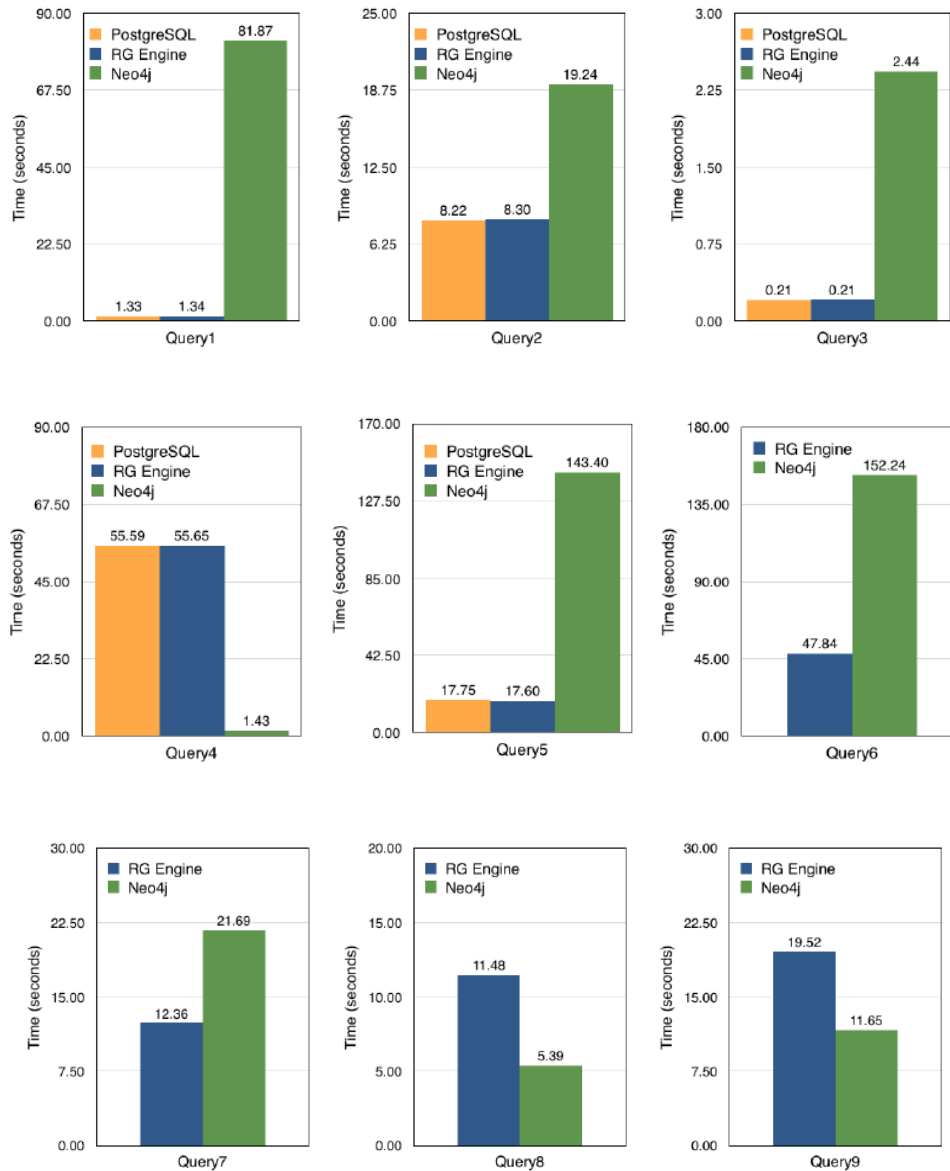 90.00
PostgreSQL
RG Engine
Neo4j
81.87
67.50
45.00
22.50
0.00
1.33
1.34
Time (seconds)
Query1
25.00
PostgreSQL
RG Engine
Neo4j
19.24
18.75
12.50
8.22
8.30
6.25
0.00
Time (seconds)
Query2
3.00
PostgreSQL
RG Engine
Neo4j
2.44
2.25
1.50
0.75
0.21
0.21
0.00
Time (seconds)
Query3
90.00
PostgreSQL
RG Engine
Neo4j
67.50
55.59
55.65
45.00
22.50
1.43
0.00
Time (seconds)
Query4
170.00
PostgreSQL
RG Engine
Neo4j
143.40
127.50
85.00
42.50
17.75
17.60
0.00
Time (seconds)
Query5
180.00
RG Engine
Neo4j
152.24
135.00
90.00
47.84
45.00
0.00
Time (seconds)
Query6
30.00
RG Engine
Neo4j
22.50
21.69
15.00
12.36
7.50
0.00
Time (seconds)
Query7
20.00
RG Engine
Neo4j
15.00
11.48
10.00
5.39
5.00
0.00
Time (seconds)
Query8
30.00
RG Engine
Neo4j
22.50
19.52
15.00
11.65
7.50
0.00
Time (seconds)
Query9